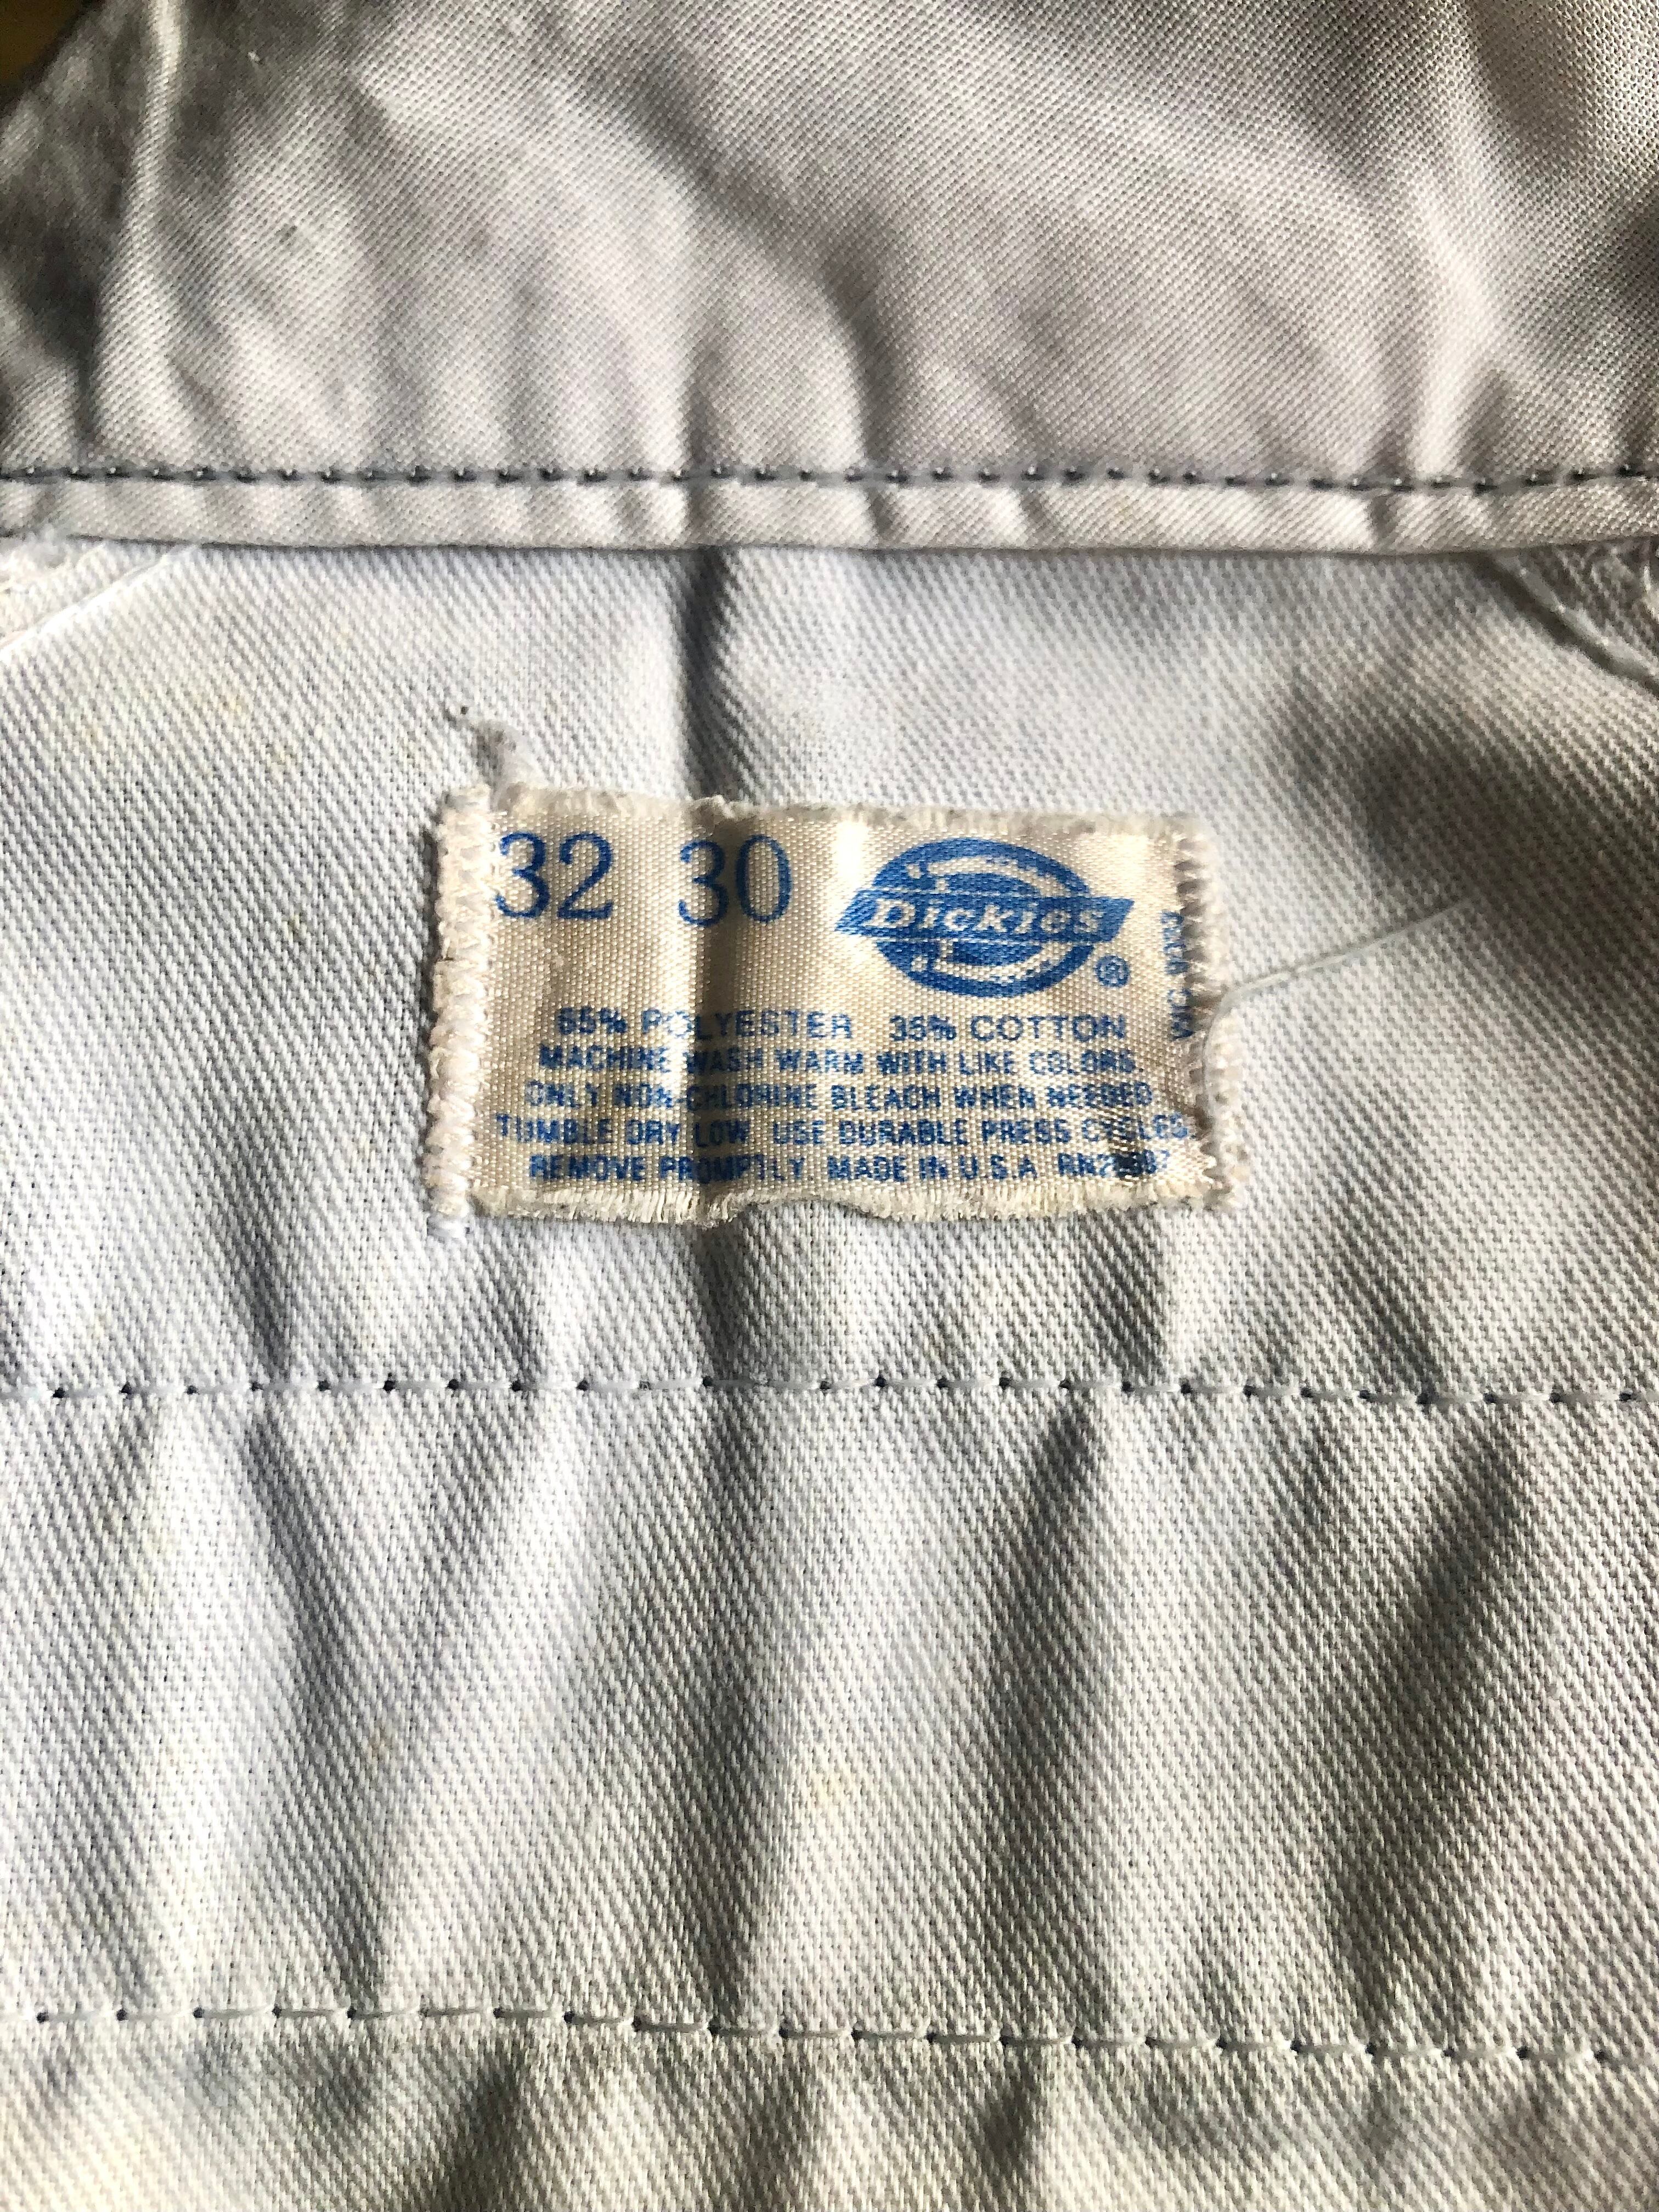 32 30 Dickies ®
65% POLYESTER 35% COTTON
MACHINE WASH WARM WITH LIKE COLORS.
ONLY NON-CHLORINE BLEACH WHEN NEEDED
TUMBLE DRY LOW USE DURABLE PRESS CYCLES
REMOVE PROMPTLY MADE IN U.S.A